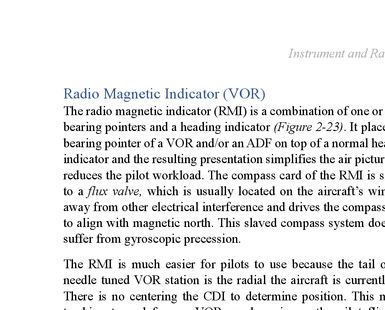 Instrument and Ra
Radio Magnetic Indicator (VOR)
The radio magnetic indicator (RMI) is a combination of one or
bearing pointers and a heading indicator (Figure 2-23). It place
bearing pointer of a VOR and/or an ADF on top of a normal hea
indicator and the resulting presentation simplifies the air pictur
reduces the pilot workload. The compass card of the RMI is s
to a flux valve, which is usually located on the aircraft's win
away from other electrical interference and drives the compass
to align with magnetic north. This slaved compass system doe
suffer from gyroscopic precession.
The RMI is much easier for pilots to use because the tail o
needle tuned VOR station is the radial the aircraft is currentl
There is no centering the CDI to determine position. This m